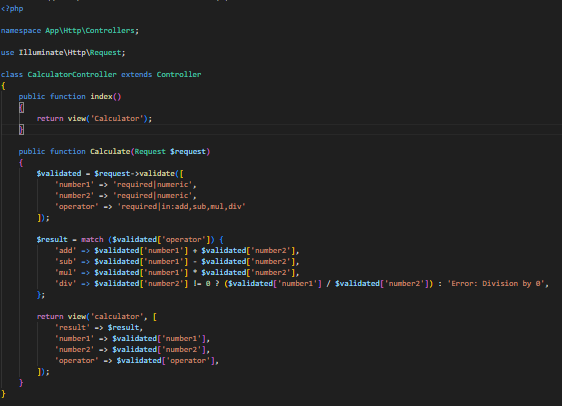 <?php
namespace App\Http\Controllers;
use Illuminate\Http\Request;
class CalculatorController extends Controller
{
    public function index()
    {
        return view('Calculator');
    }
    public function Calculate(Request $request)
    {
        $validated = $request->validate([
            'number1' => 'required|numeric',
            'number2' => 'required|numeric',
            'operator' => 'required|in:add,sub,mul,div'
        ]);
        $result = match ($validated['operator']) {
            'add' => $validated['number1'] + $validated['number2'],
            'sub' => $validated['number1'] - $validated['number2'],
            'mul' => $validated['number1'] * $validated['number2'],
            'div' => $validated['number2'] != 0 ? ($validated['number1'] / $validated['number2']) : 'Error: Division by 0',
        };
        return view('calculator', [
            'result' => $result,
            'number1' => $validated['number1'],
            'number2' => $validated['number2'],
            'operator' => $validated['operator'],
        ]);
    }
}